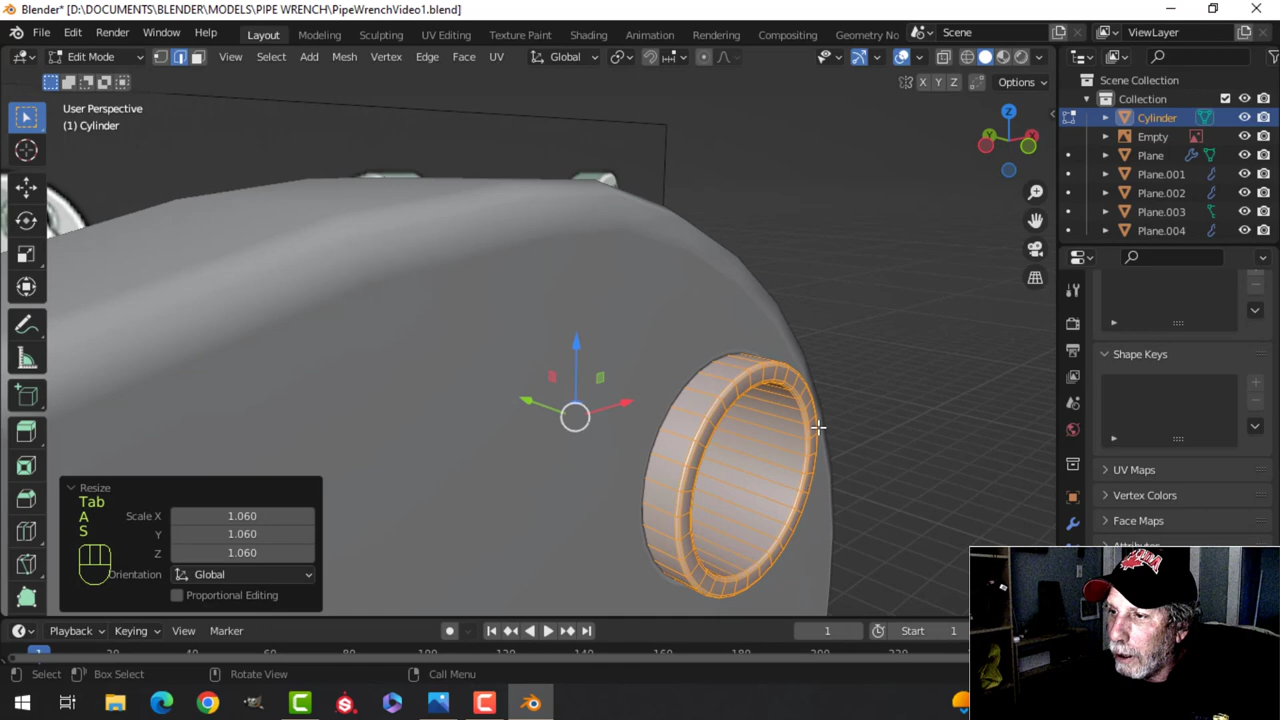 Blender* [D:\DOCUMENTS\BLENDER\MODELS\PIPE WRENCH\PipeWrenchVideo1.blend]
File Edit Render Window Help Layout Modeling Sculpting UV Editing Texture Paint Shading Animation Rendering Compositing Geometry No Scene ViewLayer
Edit Mode View Select Add Mesh Vertex Edge Face UV Global
X Y Z Options
User Perspective
(1) Cylinder
Z
Y
X
Scene Collection
Collection
Cylinder
Empty
Plane
Plane.001
Plane.002
Plane.003
Plane.004
Shape Keys
UV Maps
Vertex Colors
Face Maps
Resize
Tab
A
S
Scale X 1.060
Y 1.060
Z 1.060
Orientation Global
Proportional Editing
Playback Keying View Marker 1 Start 1
1
Select Box Select Rotate View Call Menu